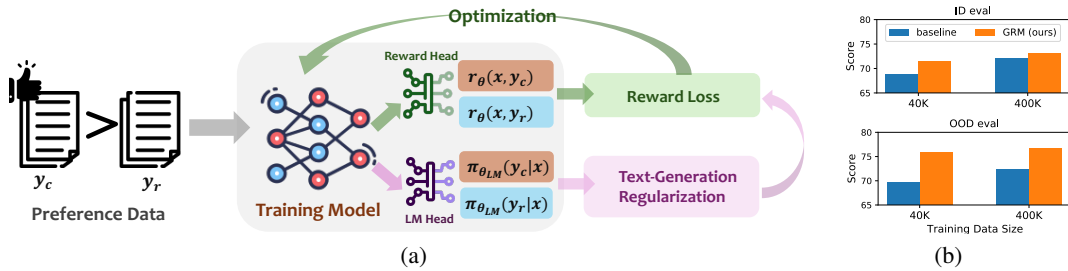 Optimization
Reward Head
r_θ(x, y_c)
r_θ(x, y_r)
Reward Loss
y_c
>
y_r
Preference Data
Training Model
LM Head
π_θ_LM(y_c|x)
π_θ_LM(y_r|x)
Text-Generation
Regularization
(a)
ID eval
baseline
GRM (ours)
Score
80
75
70
65
40K
400K
OOD eval
Score
80
75
70
65
40K
400K
Training Data Size
(b)